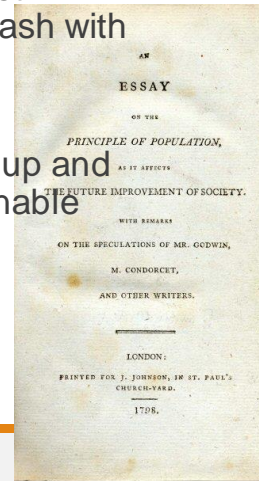 ash with
AN
ESSAY
ON THE
PRINCIPLE OF POPULATION,
up and
AS IT AFFECTS
THE FUTURE IMPROVEMENT OF SOCIETY.
nable
WITH REMARKS
ON THE SPECULATIONS OF MR. GODWIN,
M. CONDORCET,
AND OTHER WRITERS.
LONDON:
PRINTED FOR J. JOHNSON, IN ST. PAUL'S
CHURCH-YARD.
1798.